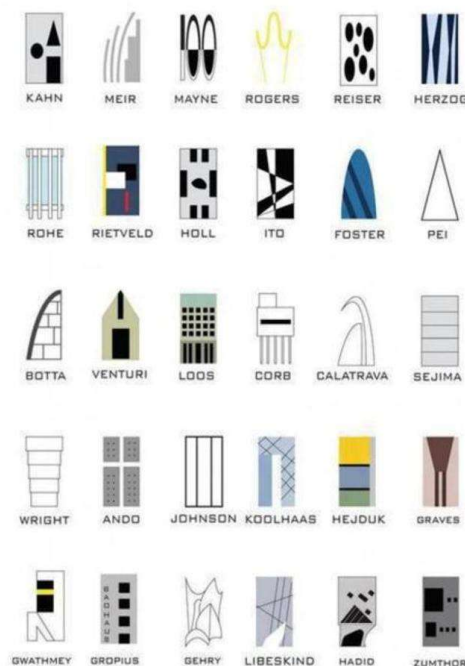 KAHN MEIR MAYNE ROGERS REISER HERZOG
ROHE RIETVELD HOLL ITO FOSTER PEI
BOTTA VENTURI LOOS CORB CALATRAVA SEJIMA
WRIGHT ANDO JOHNSON KOOLHAAS HEJDUK GRAVES
BAUHAUS
GWATHMEY GROPIUS GEHRY LIBESKIND HADID ZUMTHOR